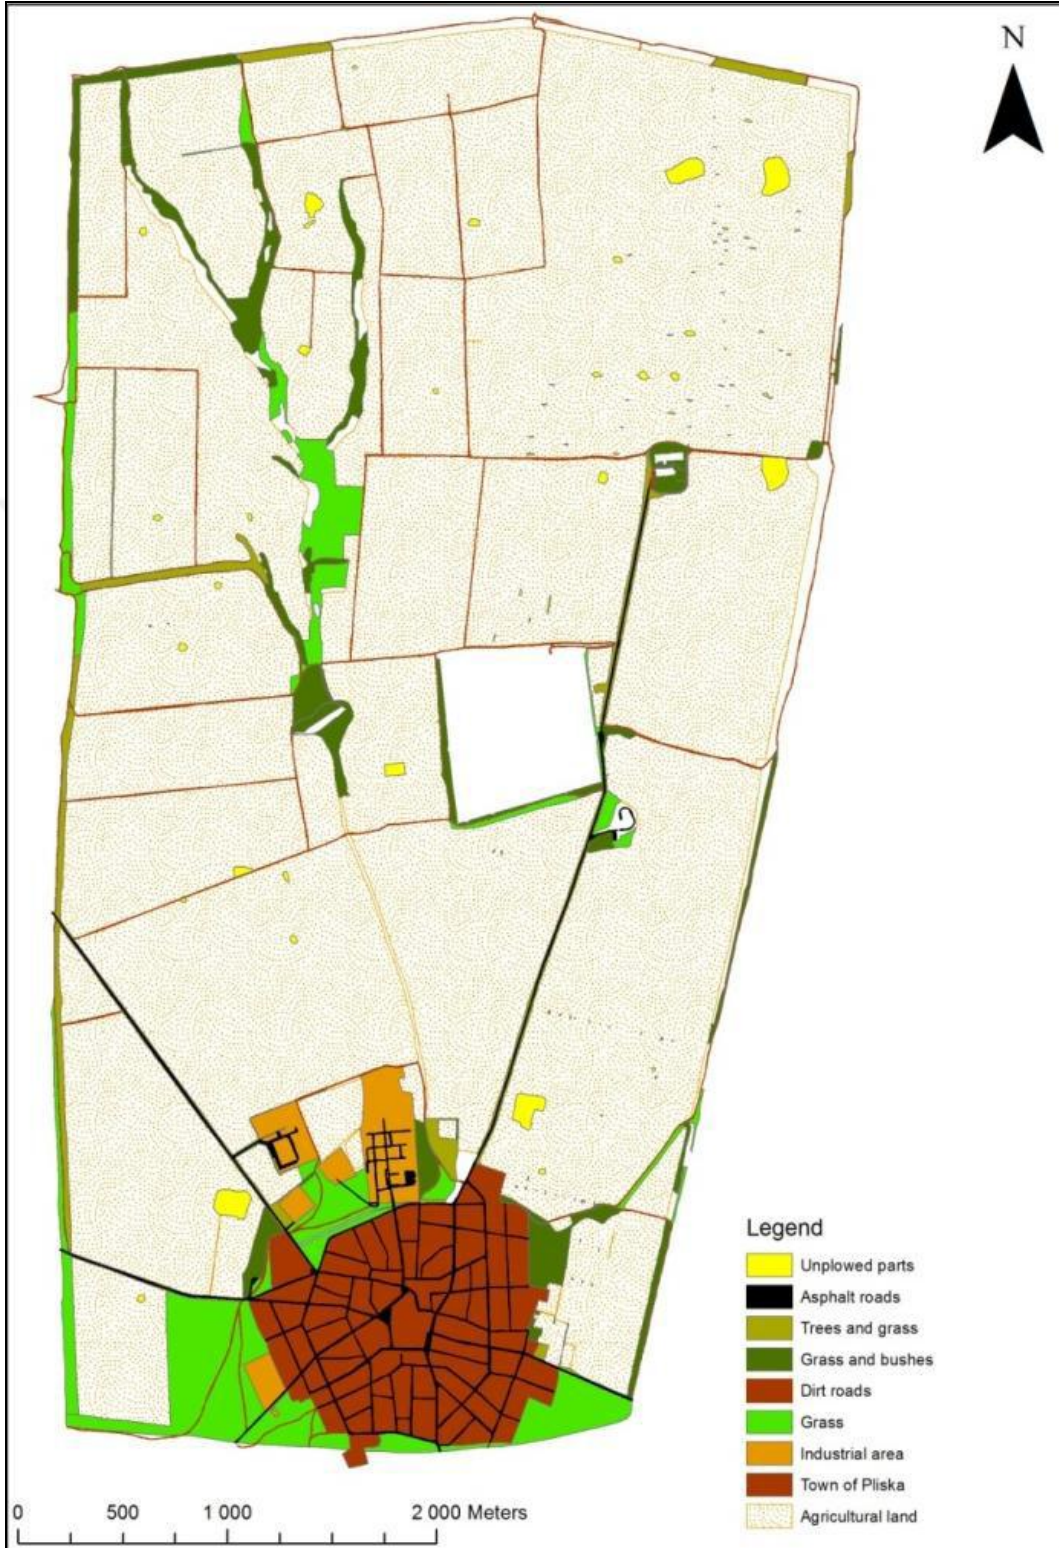 N
Legend
Unplowed parts
Asphalt roads
Trees and grass
Grass and bushes
Dirt roads
Grass
Industrial area
Town of Pliska
Agricultural land
0 500 1 000 2 000 Meters